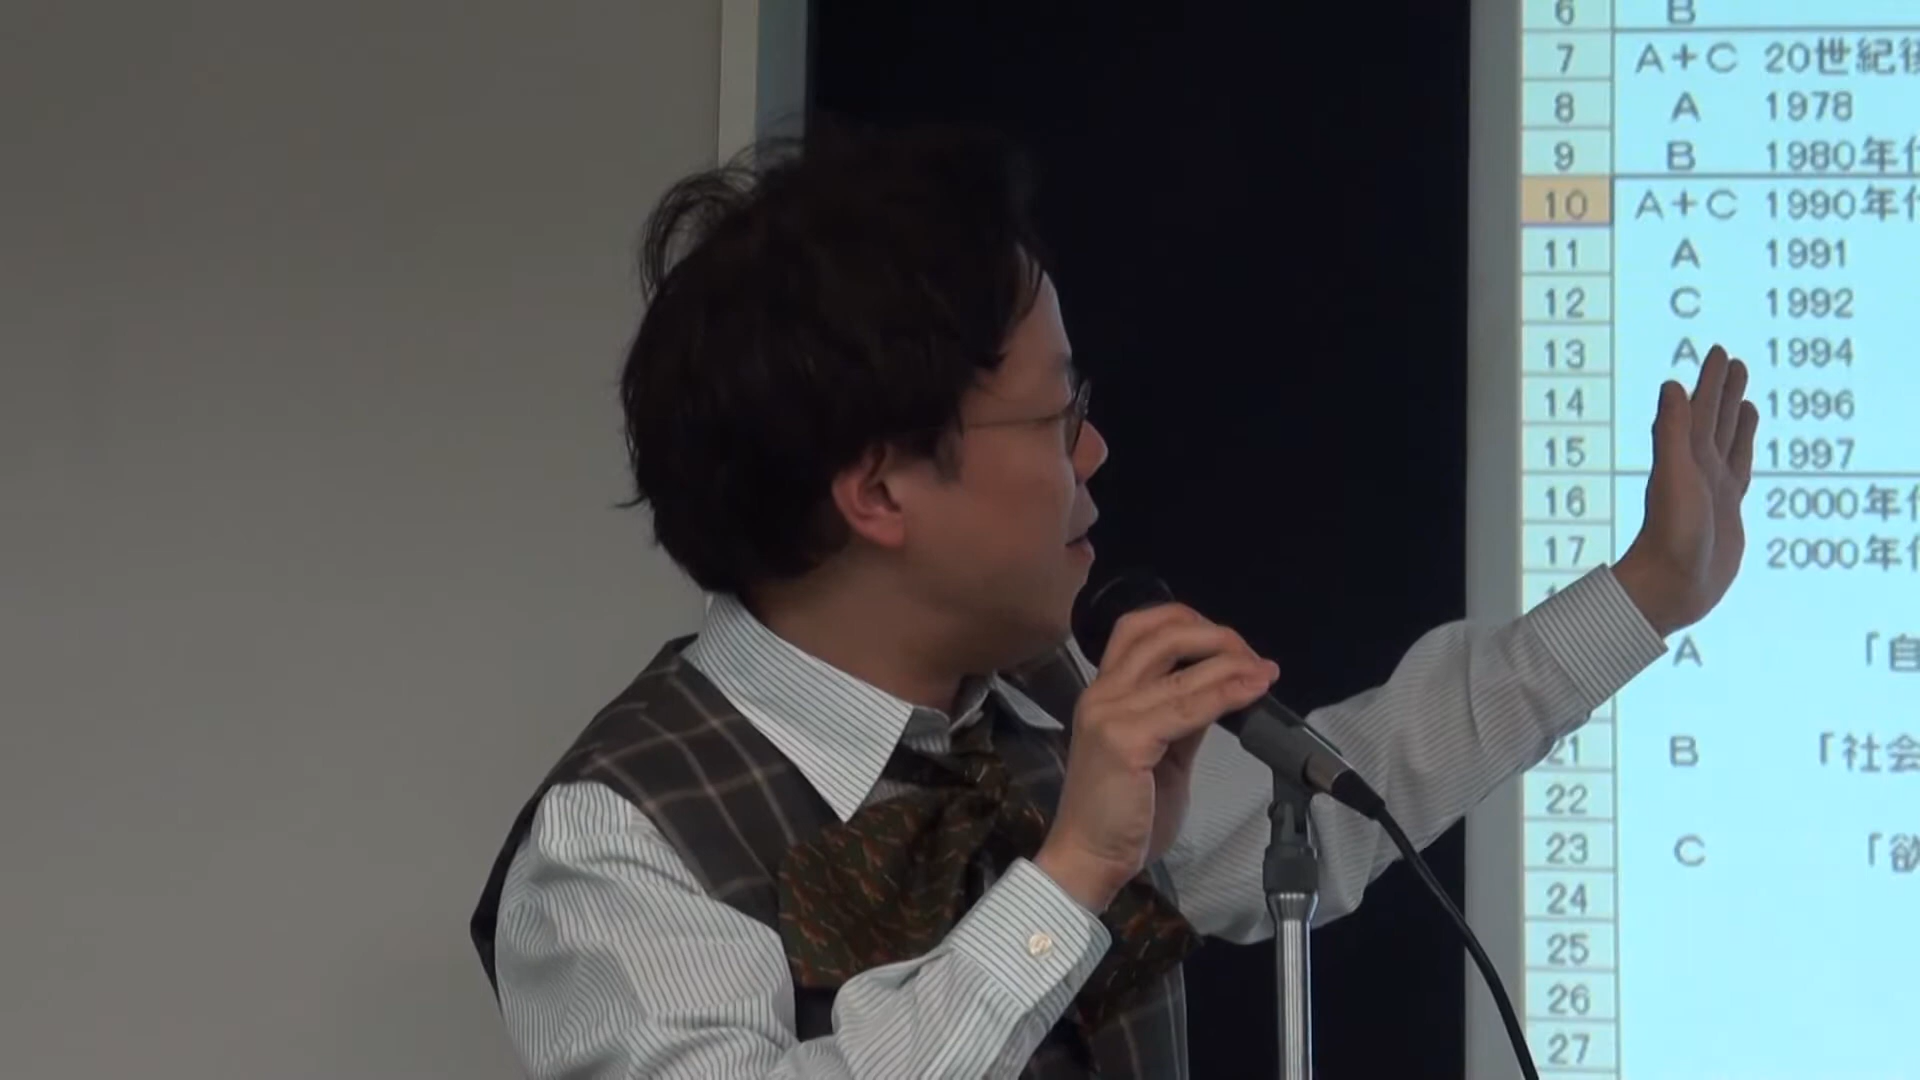 6 B
7 A+C 20世紀後
8 A 1978
9 B 1980年代
10 A+C 1990年代
11 A 1991
12 C 1992
13 A 1994
14 1996
15 1997
16 2000年代
17 2000年代
A 「自
21 B 「社会
22
23 C 「欲
24
25
26
27